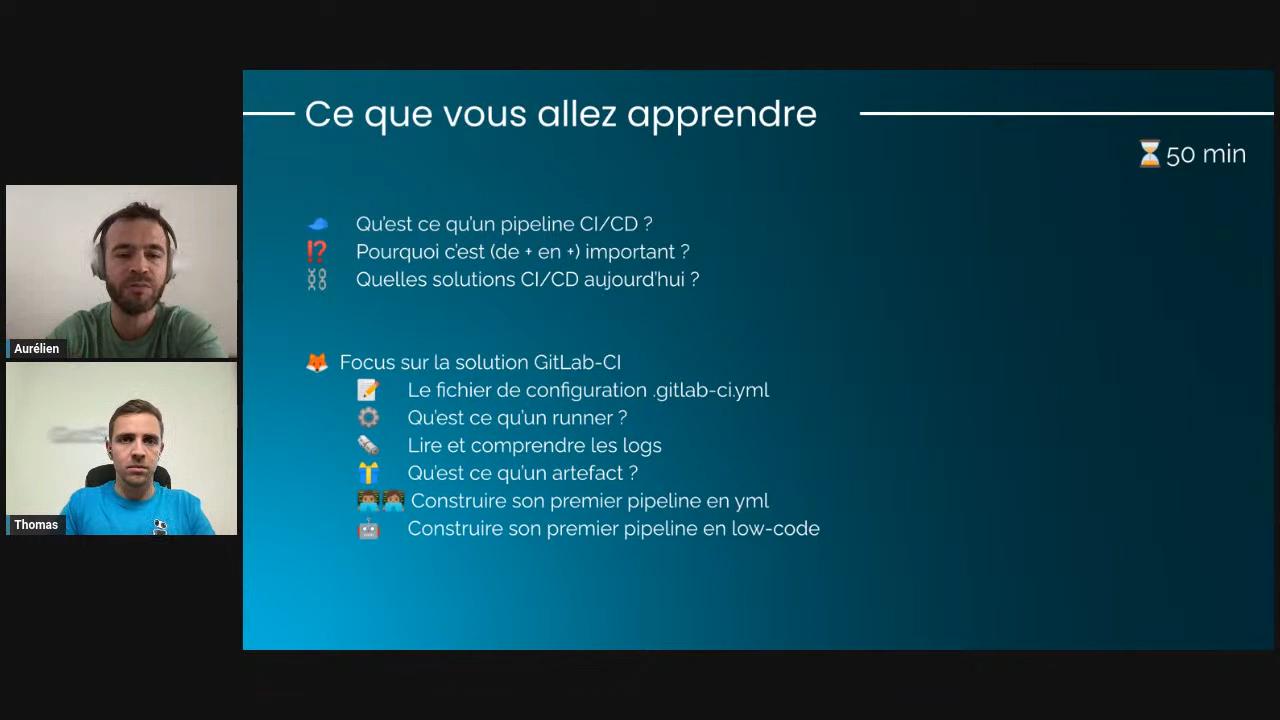 Ce que vous allez apprendre
50 min
Qu'est ce qu'un pipeline CI/CD ?
Pourquoi c'est (de + en +) important ?
Quelles solutions CI/CD aujourd'hui ?
Focus sur la solution GitLab-CI
Le fichier de configuration .gitlab-ci.yml
Qu'est ce qu'un runner ?
Lire et comprendre les logs
Qu'est ce qu'un artefact ?
Construire son premier pipeline en yml
Construire son premier pipeline en low-code
Aurélien
Thomas